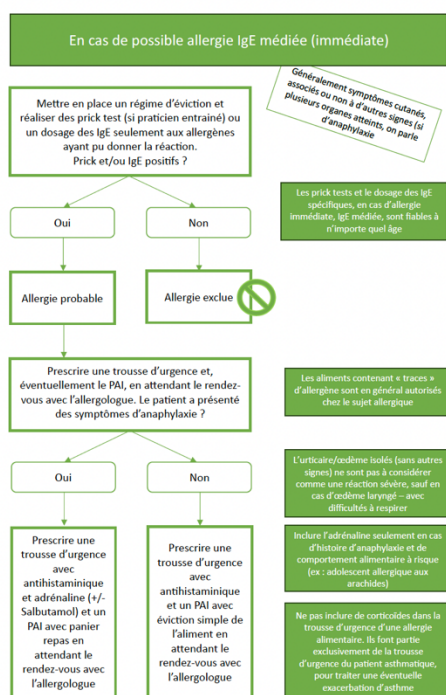 En cas de possible allergie IgE médiée (immédiate)
Généralement symptômes cutanés,
associés ou non à d'autres signes (si
plusieurs organes atteints, on parle
d'anaphylaxie
Mettre en place un régime d'éviction et
réaliser des prick test (si praticien entrainé) ou
un dosage des IgE seulement aux allergènes
ayant pu donner la réaction.
Prick et/ou IgE positifs ?
Les prick tests et le dosage des IgE
spécifiques, en cas d'allergie
immédiate, IgE médiée, sont fiables à
n'importe quel âge
Oui
Non
Allergie probable
Allergie exclue
Prescrire une trousse d'urgence et,
éventuellement le PAI, en attendant le rendez-
vous avec l'allergologue. Le patient a présenté
des symptômes d'anaphylaxie ?
Les aliments contenant « traces »
d'allergène sont en général autorisés
chez le sujet allergique
Oui
Non
L'urticaire/œdème isolés (sans autres
signes) ne sont pas à considérer
comme une réaction sévère, sauf en
cas d'œdème laryngé – avec
difficultés à respirer
Prescrire une
trousse d'urgence
avec
antihistaminique
et adrénaline (+/-
Salbutamol) et un
PAI avec panier
repas en
attendant le
rendez-vous avec
l'allergologue
Prescrire une
trousse d'urgence
avec
antihistaminique
et un PAI avec
éviction simple de
l'aliment en
attendant le
rendez-vous avec
l'allergologue
Inclure l'adrénaline seulement en cas
d'histoire d'anaphylaxie et de
comportement alimentaire à risque
(ex : adolescent allergique aux
arachides)
Ne pas inclure de corticoïdes dans la
trousse d'urgence d'une allergie
alimentaire. Ils font partie
exclusivement de la trousse
d'urgence du patient asthmatique,
pour traiter une éventuelle
exacerbation d'asthme